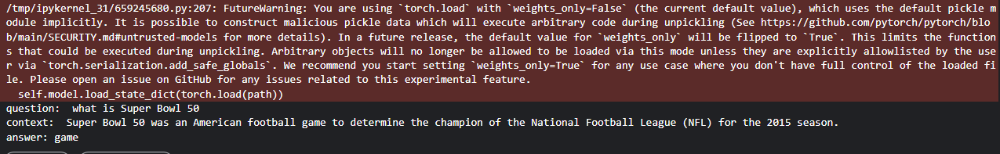 /tmp/ipykernel_31/659245680.py:207: FutureWarning: You are using `torch.load` with `weights_only=False` (the current default value), which uses the default pickle m
odule implicitly. It is possible to construct malicious pickle data which will execute arbitrary code during unpickling (See https://github.com/pytorch/pytorch/blo
b/main/SECURITY.md#untrusted-models for more details). In a future release, the default value for `weights_only` will be flipped to `True`. This limits the function
s that could be executed during unpickling. Arbitrary objects will no longer be allowed to be loaded via this mode unless they are explicitly allowlisted by the use
r via `torch.serialization.add_safe_globals`. We recommend you start setting `weights_only=True` for any use case where you don't have full control of the loaded fi
le. Please open an issue on GitHub for any issues related to this experimental feature.
  self.model.load_state_dict(torch.load(path))
question:  what is Super Bowl 50
context:  Super Bowl 50 was an American football game to determine the champion of the National Football League (NFL) for the 2015 season.
answer: game